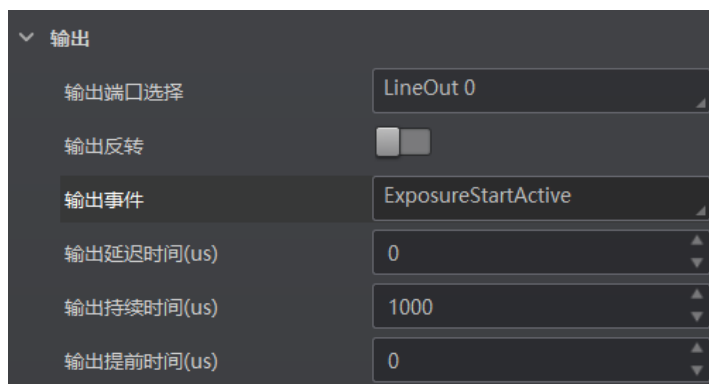 输出
输出端口选择 LineOut 0
输出反转
输出事件 ExposureStartActive
输出延迟时间(us) 0
输出持续时间(us) 1000
输出提前时间(us) 0